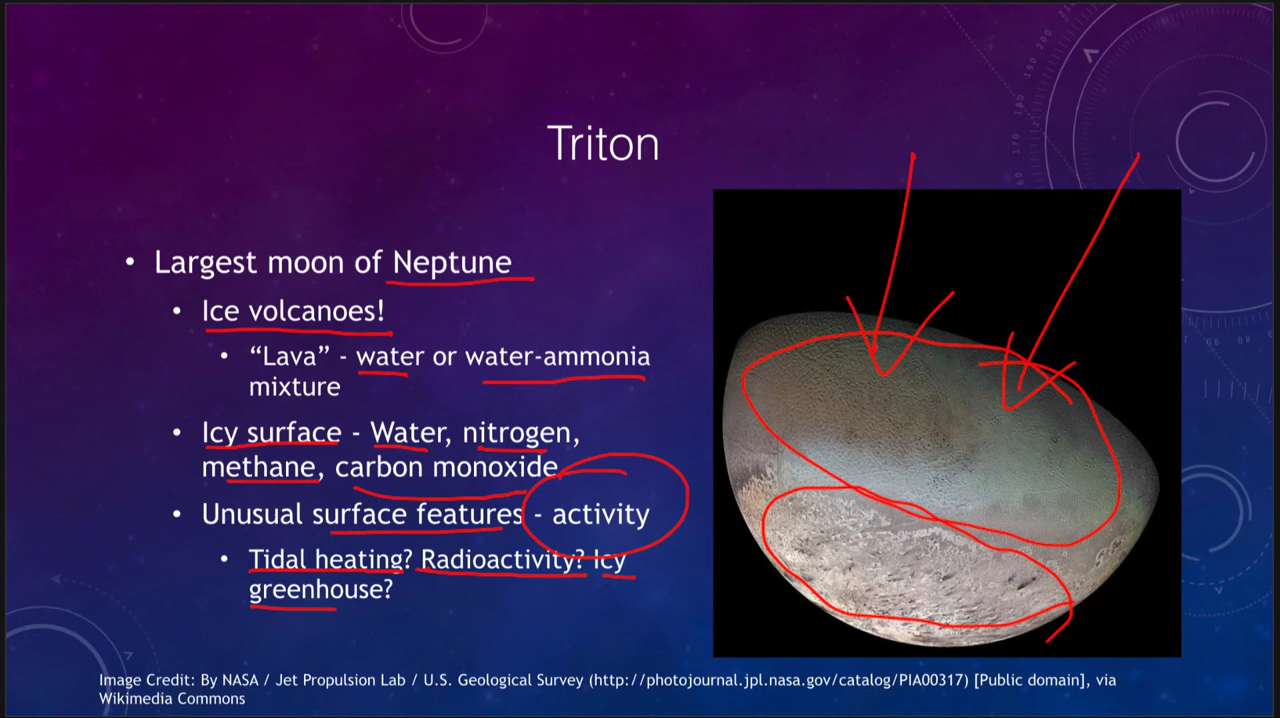 Triton
• Largest moon of Neptune
• Ice volcanoes!
• “Lava” - water or water-ammonia
mixture
• Icy surface - Water, nitrogen,
methane, carbon monoxide
• Unusual surface features - activity
• Tidal heating? Radioactivity? Icy
greenhouse?
Image Credit: By NASA / Jet Propulsion Lab / U.S. Geological Survey (http://photojournal.jpl.nasa.gov/catalog/PIA00317) [Public domain], via
Wikimedia Commons